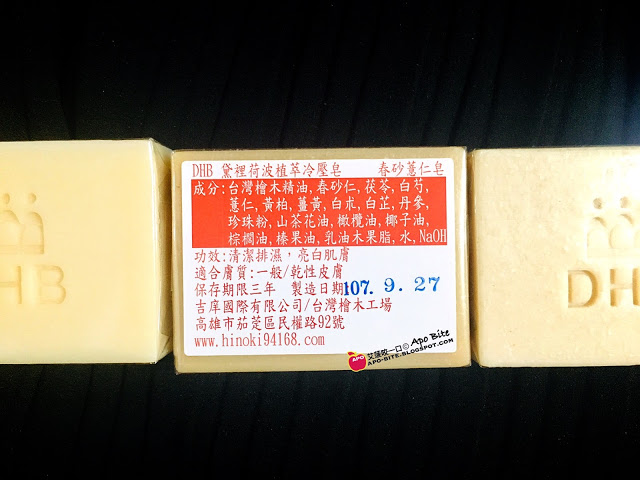 DHB
DHB 黛裡荷波植萃冷壓皂 春砂薏仁皂
成分:台灣檜木精油,春砂仁,茯苓,白芍,
薏仁,黃柏,薑黃,白朮,白芷,丹參,
珍珠粉,山茶花油,橄欖油,椰子油,
棕櫚油,榛果油,乳油木果脂,水,NaOH
功效:清潔排濕,亮白肌膚
適合膚質:一般/乾性皮膚
保存期限三年 製造日期107. 9. 27
吉庠國際有限公司/台灣檜木工場
高雄市茄萣區民權路92號
www.hinoki94168.com
DH
APO
艾蘋咬一口© Apo Bite
APO-BITE.BLOGSPOT.COM